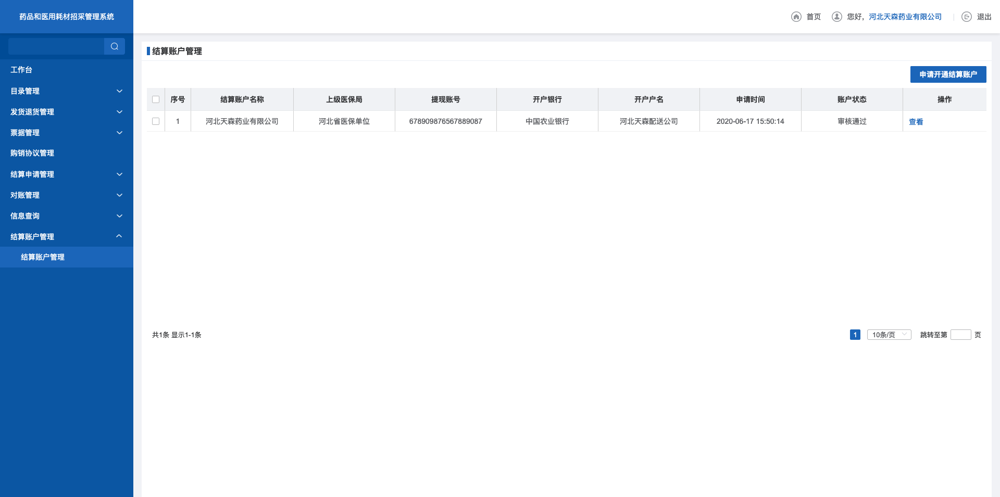 药品和医用耗材招采管理系统
首页 您好，河北天森药业有限公司 | 退出
工作台
目录管理
发货退货管理
票据管理
购销协议管理
结算申请管理
对账管理
信息查询
结算账户管理
结算账户管理
结算账户管理
申请开通结算账户
序号 结算账户名称 上级医保局 提现账号 开户银行 开户户名 申请时间 账户状态 操作
1 河北天森药业有限公司 河北省医保单位 678909876567889087 中国农业银行 河北天森配送公司 2020-06-17 15:50:14 审核通过 查看
共1条 显示1-1条
1 10条/页 跳转至第 页